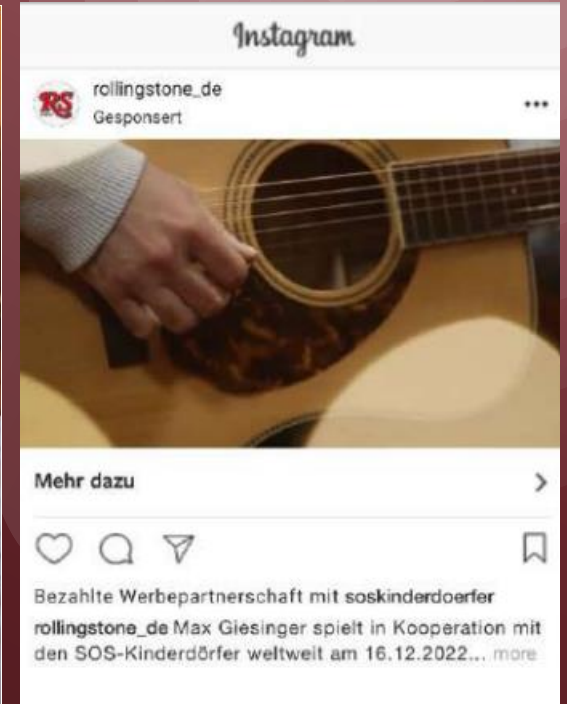 Instagram
RS
rollingstone_de
Gesponsert
Mehr dazu
Bezahlte Werbepartnerschaft mit soskinderdoerfer
rollingstone_de Max Giesinger spielt in Kooperation mit
den SOS-Kinderdörfer weltweit am 16.12.2022... more